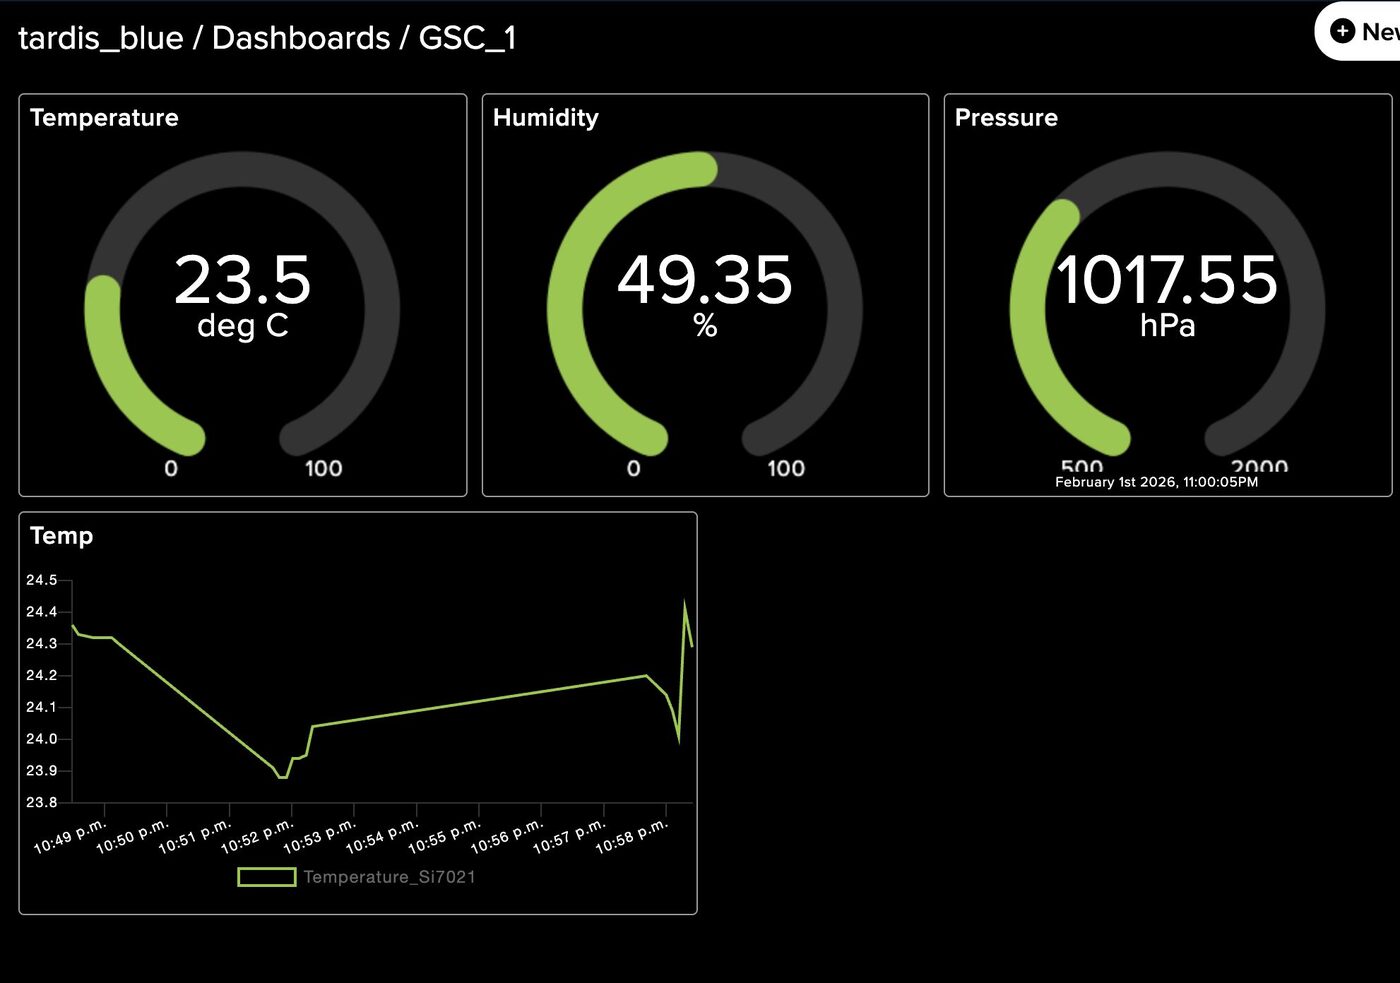 tardis_blue / Dashboards / GSC_1
Temperature
23.5
deg C
0
100
Humidity
49.35
%
0
100
Pressure
1017.55
hPa
500
2000
February 1st 2026, 11:00:05PM
Temp
24.5
24.4
24.3
24.2
24.1
24.0
23.9
23.8
10:49 p.m.
10:50 p.m.
10:51 p.m.
10:52 p.m.
10:53 p.m.
10:54 p.m.
10:55 p.m.
10:56 p.m.
10:57 p.m.
10:58 p.m.
Temperature_Si7021